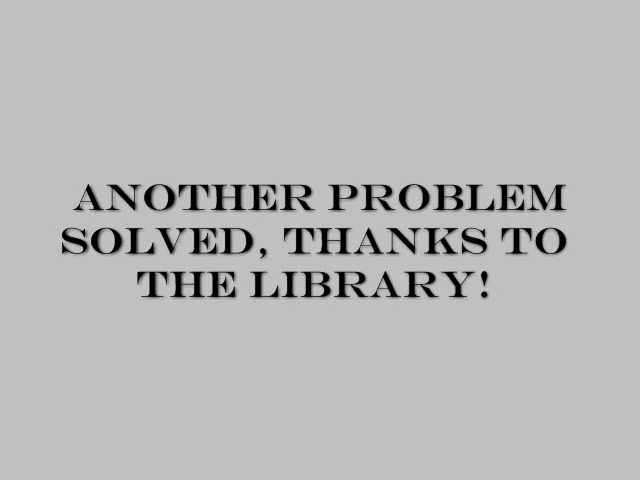 ANOTHER PROBLEM
SOLVED, THANKS TO
THE LIBRARY!